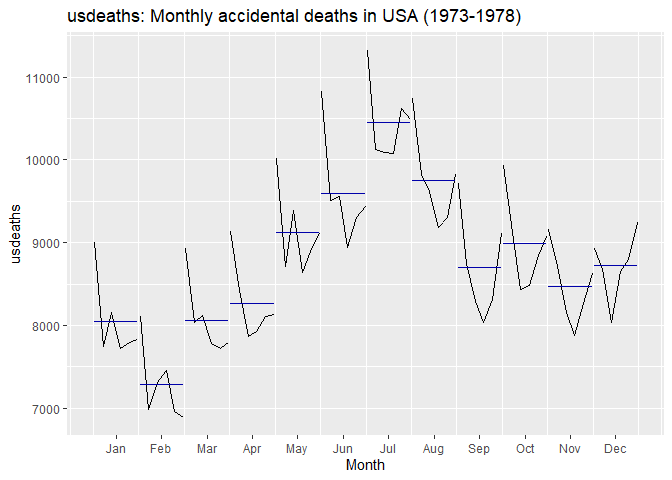 usdeaths: Monthly accidental deaths in USA (1973-1978)
11000
10000
9000
8000
7000
usdeaths
Jan Feb Mar Apr May Jun Jul Aug Sep Oct Nov Dec
Month